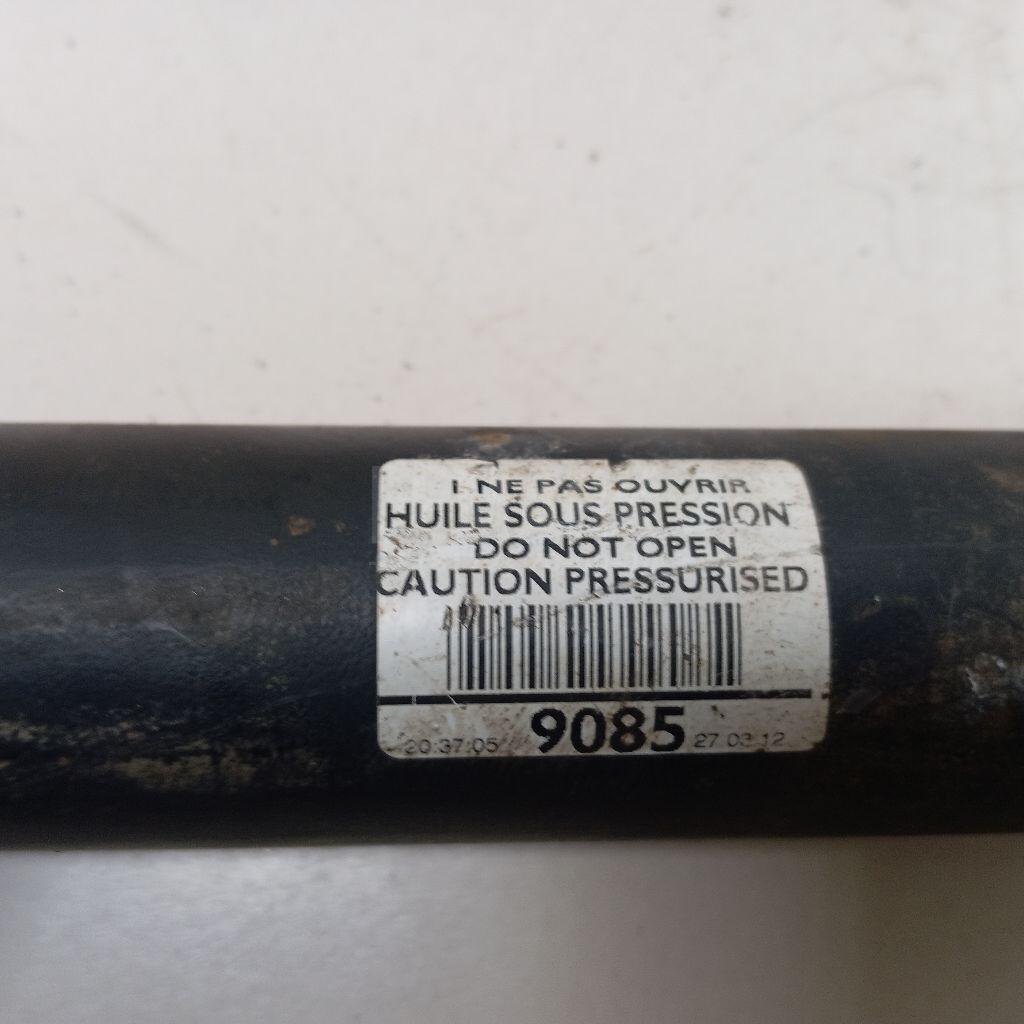 ! NE PAS OUVRIR
HUILE SOUS PRESSION
DO NOT OPEN
CAUTION PRESSURISED
20:37:05 9085 27 03 12